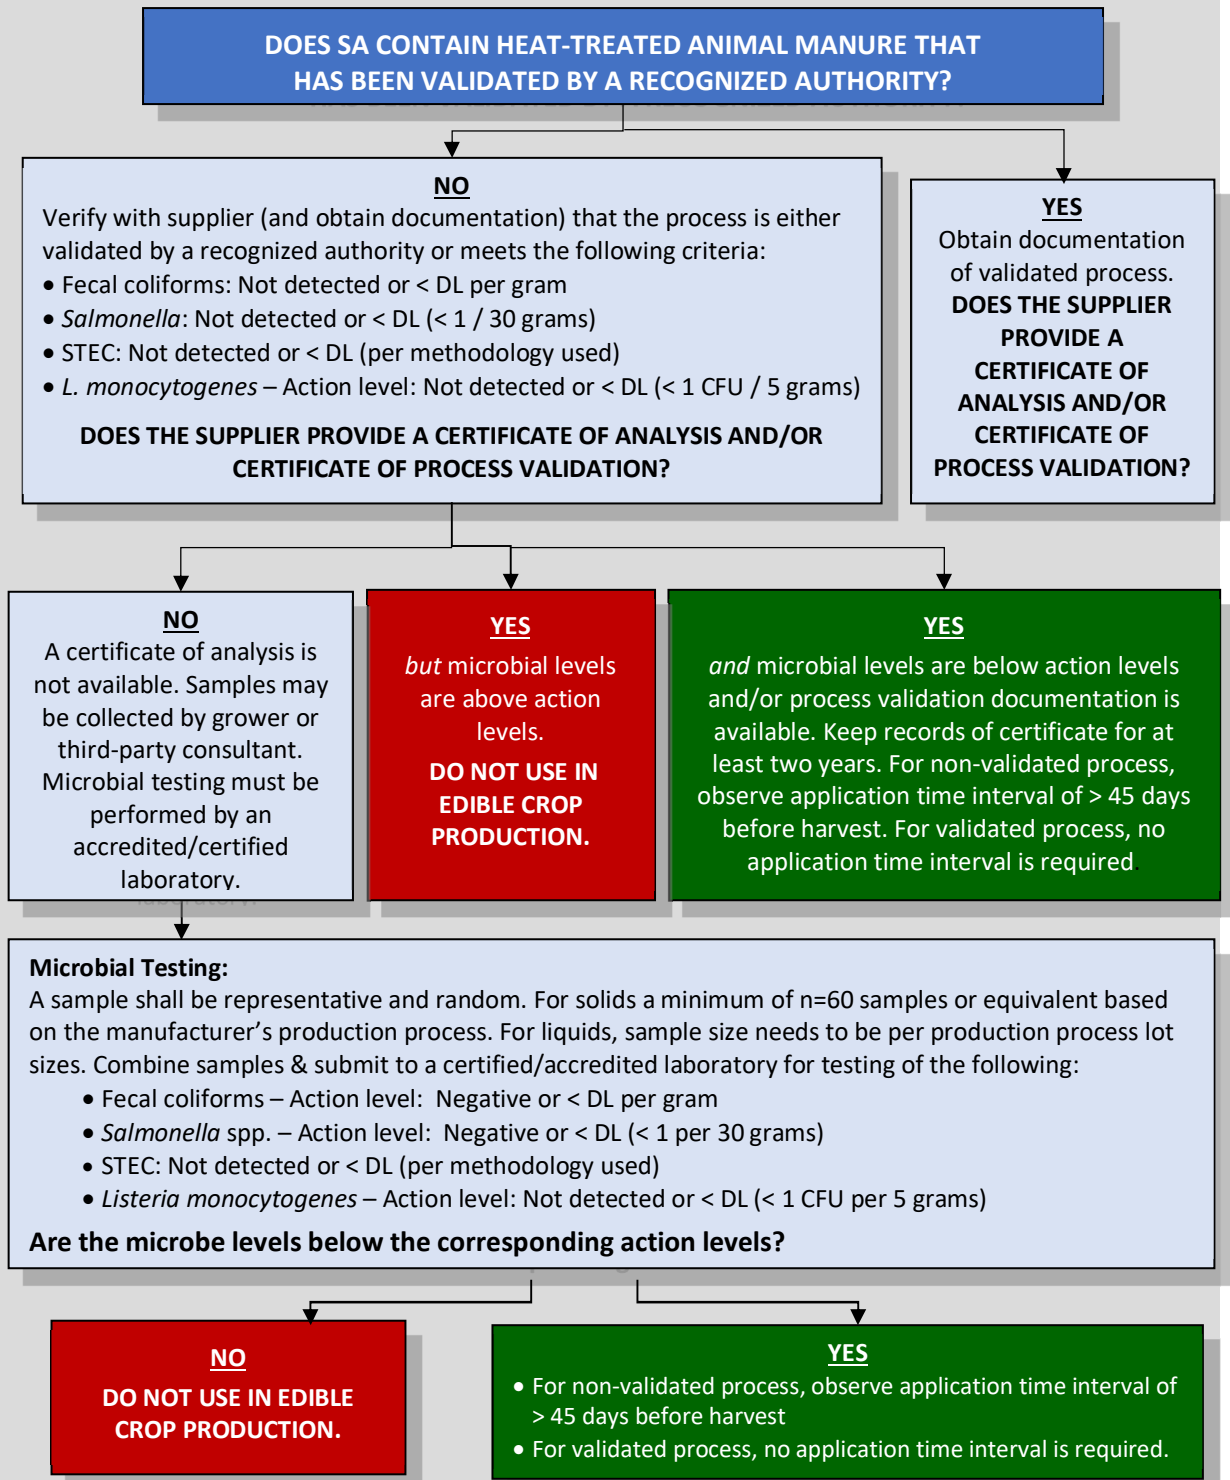 DOES SA CONTAIN HEAT-TREATED ANIMAL MANURE THAT
HAS BEEN VALIDATED BY A RECOGNIZED AUTHORITY?
NO
Verify with supplier (and obtain documentation) that the process is either
validated by a recognized authority or meets the following criteria:
• Fecal coliforms: Not detected or < DL per gram
• Salmonella: Not detected or < DL (< 1 / 30 grams)
• STEC: Not detected or < DL (per methodology used)
• L. monocytogenes – Action level: Not detected or < DL (< 1 CFU / 5 grams)
DOES THE SUPPLIER PROVIDE A CERTIFICATE OF ANALYSIS AND/OR
CERTIFICATE OF PROCESS VALIDATION?
YES
Obtain documentation
of validated process.
DOES THE SUPPLIER
PROVIDE A
CERTIFICATE OF
ANALYSIS AND/OR
CERTIFICATE OF
PROCESS VALIDATION?
NO
A certificate of analysis is
not available. Samples may
be collected by grower or
third-party consultant.
Microbial testing must be
performed by an
accredited/certified
laboratory.
YES
but microbial levels
are above action
levels.
DO NOT USE IN
EDIBLE CROP
PRODUCTION.
YES
and microbial levels are below action levels
and/or process validation documentation is
available. Keep records of certificate for at
least two years. For non-validated process,
observe application time interval of > 45 days
before harvest. For validated process, no
application time interval is required.
Microbial Testing:
A sample shall be representative and random. For solids a minimum of n=60 samples or equivalent based
on the manufacturer’s production process. For liquids, sample size needs to be per production process lot
sizes. Combine samples & submit to a certified/accredited laboratory for testing of the following:
• Fecal coliforms – Action level: Negative or < DL per gram
• Salmonella spp. – Action level: Negative or < DL (< 1 per 30 grams)
• STEC: Not detected or < DL (per methodology used)
• Listeria monocytogenes – Action level: Not detected or < DL (< 1 CFU per 5 grams)
Are the microbe levels below the corresponding action levels?
NO
DO NOT USE IN EDIBLE
CROP PRODUCTION.
YES
• For non-validated process, observe application time interval of
> 45 days before harvest
• For validated process, no application time interval is required.